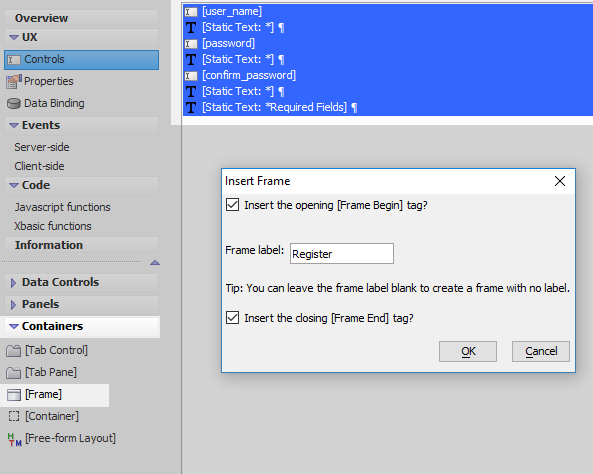 Overview
UX
Controls
Properties
Data Binding
Events
Server-side
Client-side
Code
Javascript functions
Xbasic functions
Information
Data Controls
Panels
Containers
[Tab Control]
[Tab Pane]
[Frame]
[Container]
HTM [Free-form Layout]
[user_name]
T [Static Text: *] ¶
[password]
T [Static Text: *] ¶
[confirm_password]
T [Static Text: *] ¶
T [Static Text: *Required Fields] ¶
Insert Frame
Insert the opening [Frame Begin] tag?
Frame label: Register
Tip: You can leave the frame label blank to create a frame with no label.
Insert the closing [Frame End] tag?
OK Cancel